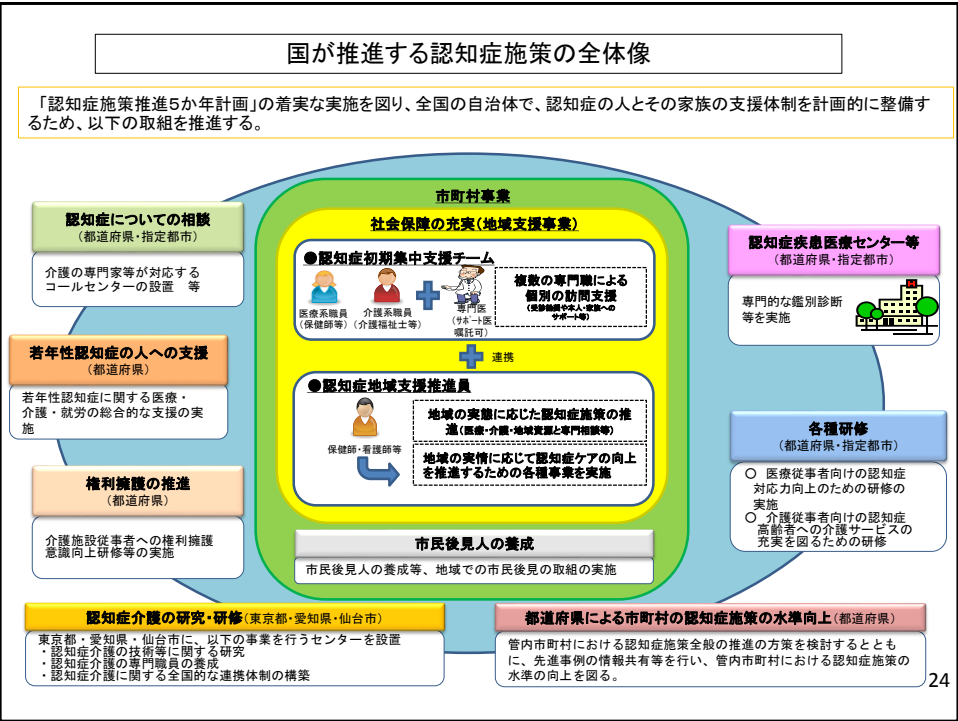 国が推進する認知症施策の全体像
「認知症施策推進5か年計画」の着実な実施を図り、全国の自治体で、認知症の人とその家族の支援体制を計画的に整備す
るため、以下の取組を推進する。
市町村事業
社会保障の充実(地域支援事業)
●認知症初期集中支援チーム
医療系職員
(保健師等)
介護系職員
(介護福祉士等)
専門医
(サポート医
嘱託可)
複数の専門職による
個別の訪問支援
(受診勧奨や本人・家族への
サポート等)
連携
●認知症地域支援推進員
保健師・看護師等
地域の実態に応じた認知症施策の推
進(医療・介護・地域資源と専門相談等)
地域の実情に応じて認知症ケアの向上
を推進するための各種事業を実施
市民後見人の養成
市民後見人の養成等、地域での市民後見の取組の実施
認知症についての相談
(都道府県・指定都市)
介護の専門家等が対応する
コールセンターの設置 等
若年性認知症の人への支援
(都道府県)
若年性認知症に関する医療・
介護・就労の総合的な支援の実
施
権利擁護の推進
(都道府県)
介護施設従事者への権利擁護
意識向上研修等の実施
認知症疾患医療センター等
(都道府県・指定都市)
専門的な鑑別診断
等を実施
各種研修
(都道府県・指定都市)
○ 医療従事者向けの認知症
対応力向上のための研修の
実施
○ 介護従事者向けの認知症
高齢者への介護サービスの
充実を図るための研修
認知症介護の研究・研修(東京都・愛知県・仙台市)
東京都・愛知県・仙台市に、以下の事業を行うセンターを設置
・認知症介護の技術等に関する研究
・認知症介護の専門職員の養成
・認知症介護に関する全国的な連携体制の構築
都道府県による市町村の認知症施策の水準向上(都道府県)
管内市町村における認知症施策全般の推進の方策を検討するととも
に、先進事例の情報共有等を行い、管内市町村における認知症施策の
水準の向上を図る。
24